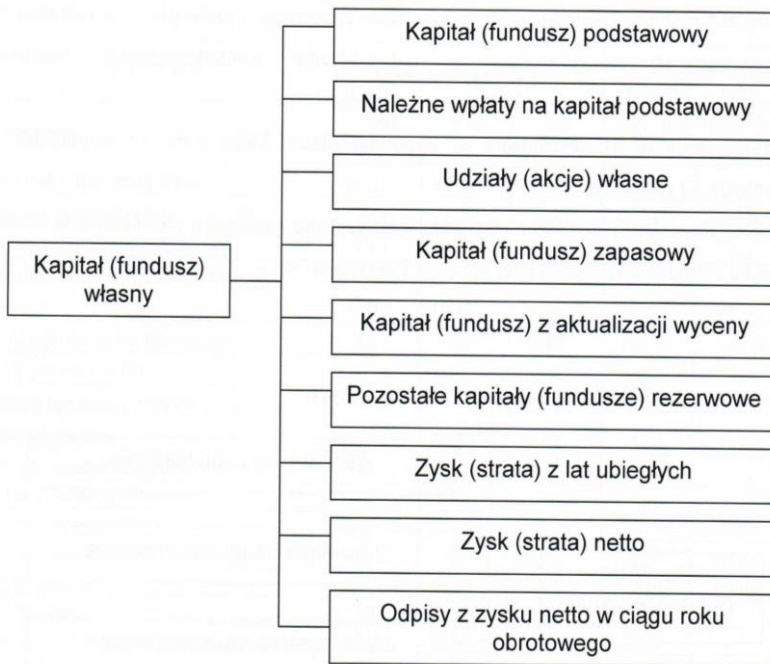 Kapitał (fundusz) podstawowy
Należne wpłaty na kapitał podstawowy
Udziały (akcje) własne
Kapitał (fundusz)
własny
Kapitał (fundusz) zapasowy
Kapitał (fundusz) z aktualizacji wyceny
Pozostałe kapitały (fundusze) rezerwowe
Zysk (strata) z lat ubiegłych
Zysk (strata) netto
Odpisy z zysku netto w ciągu roku
obrotowego